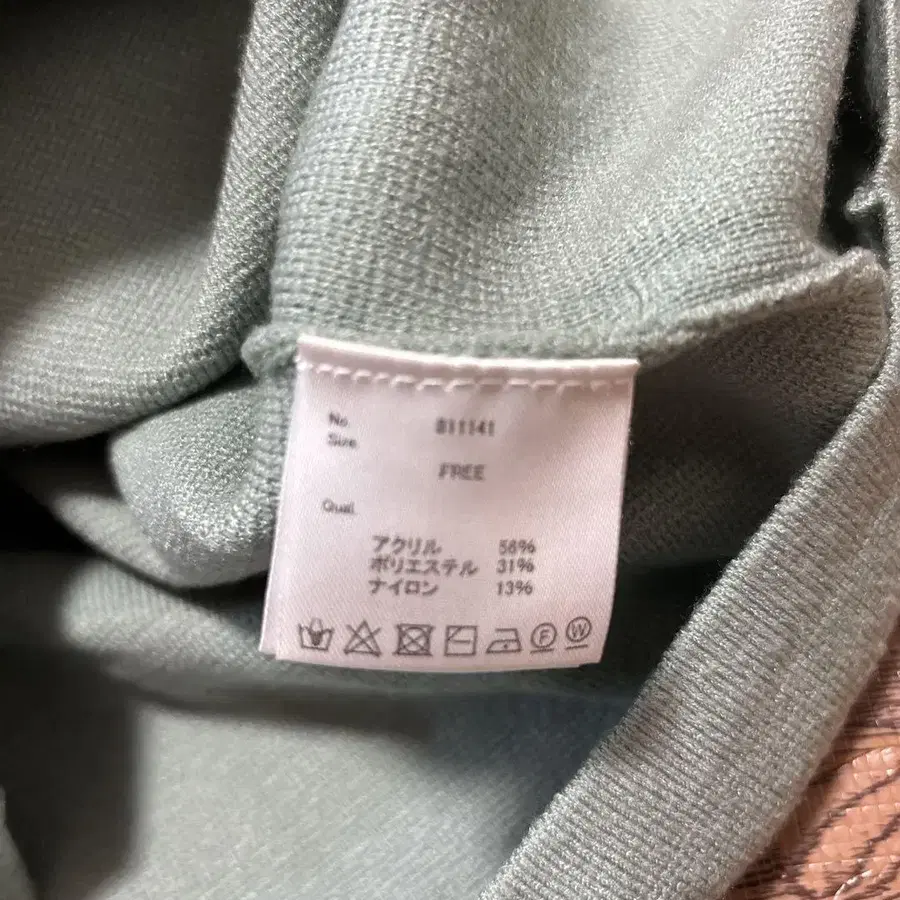 No. 811141
Size
FREE
Qual.
アクリル 56%
ポリエステル 31%
ナイロン 13%
F W